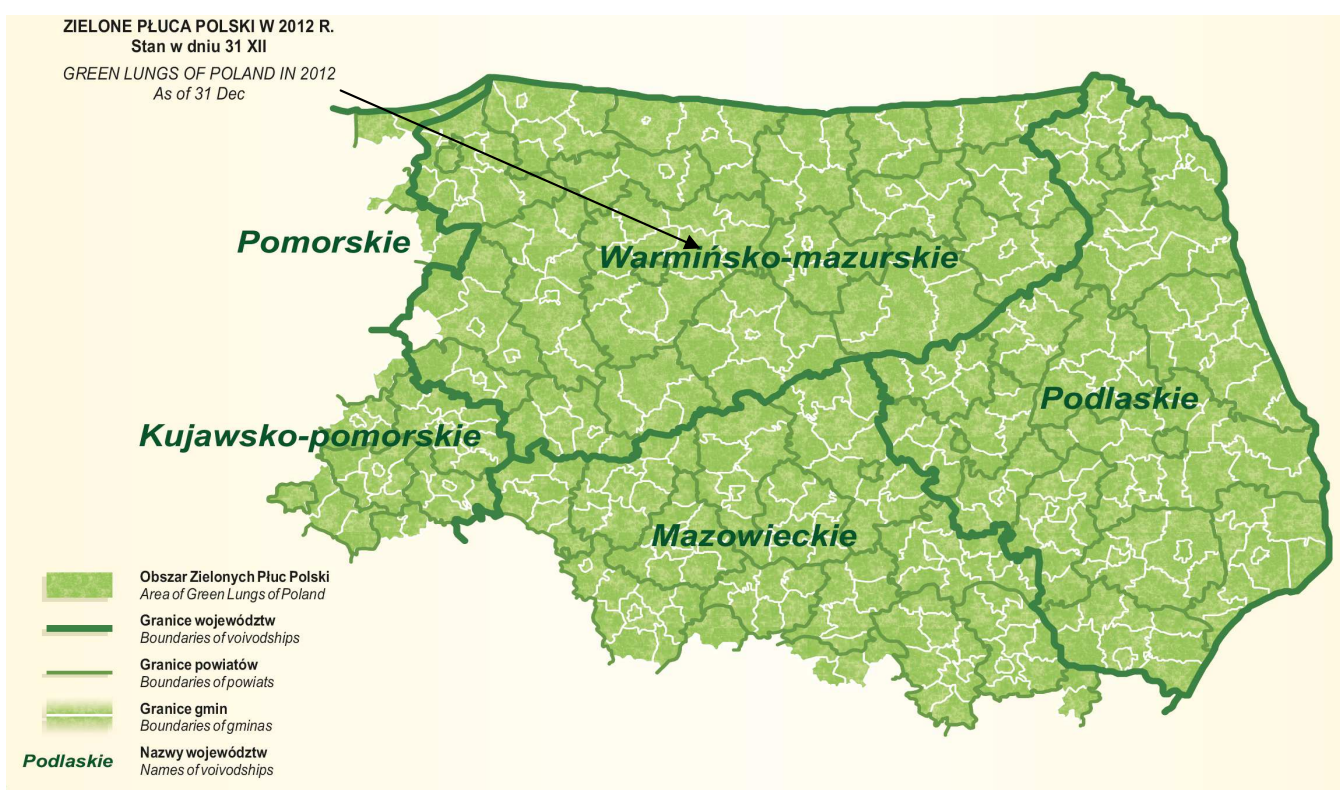 ZIELONE PŁUCA POLSKI W 2012 R.
Stan w dniu 31 XII
GREEN LUNGS OF POLAND IN 2012
As of 31 Dec
Pomorskie
Warmińsko-mazurskie
Podlaskie
Kujawsko-pomorskie
Mazowieckie
Obszar Zielonych Płuc Polski
Area of Green Lungs of Poland
Granice województw
Boundaries of voivodships
Granice powiatów
Boundaries of powiats
Granice gmin
Boundaries of gminas
Podlaskie
Nazwy województw
Names of voivodships